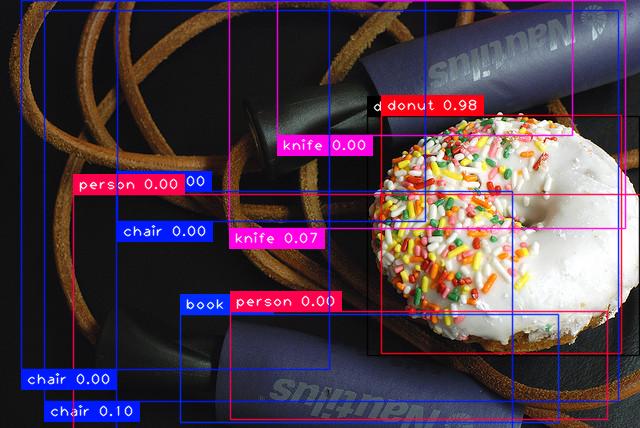 Nautilus
d donut 0.98
knife 0.00
person 0.00 00
chair 0.00
knife 0.07
book person 0.00
chair 0.00
chair 0.10
Nautilus